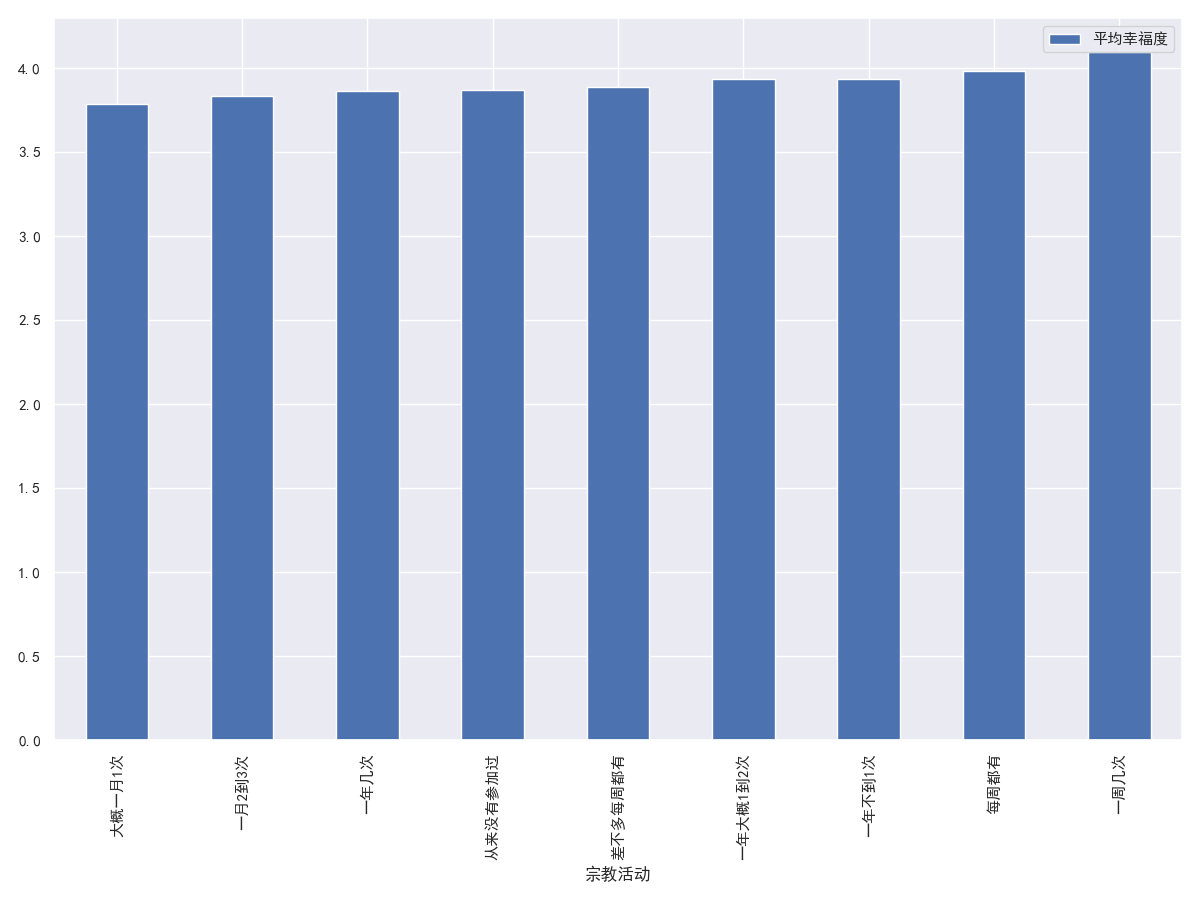 平均幸福度
4.0
3.5
3.0
2.5
2.0
1.5
1.0
0.5
0.0
大概一月1次
一月2到3次
一年几次
从来没有参加过
差不多每周都有
一年大概1到2次
一年不到1次
每周都有
一周几次
宗教活动